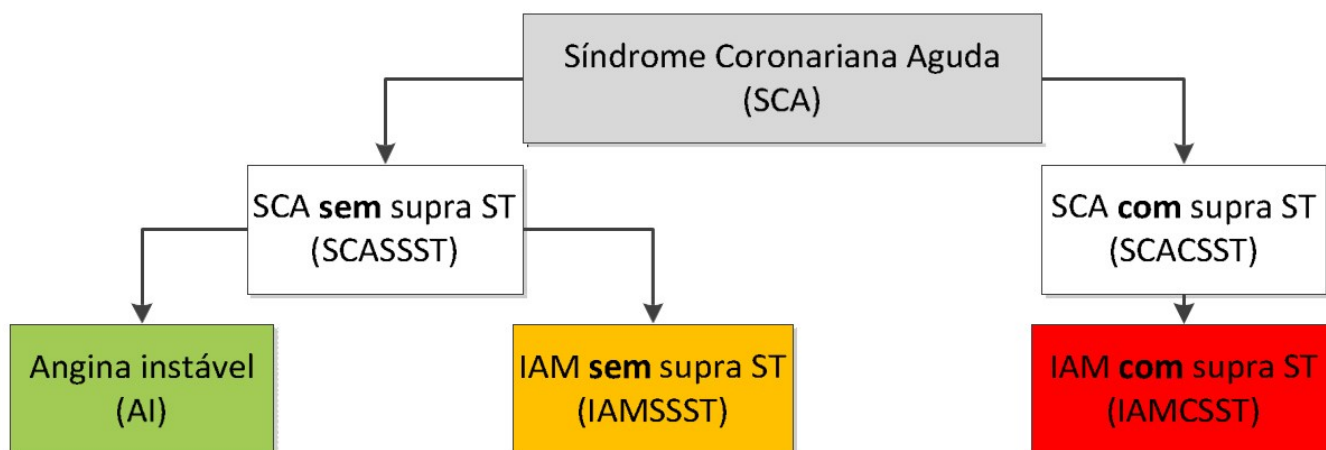 Síndrome Coronariana Aguda
(SCA)
SCA sem supra ST
(SCASSST)
SCA com supra ST
(SCACSST)
Angina instável
(AI)
IAM sem supra ST
(IAMSSST)
IAM com supra ST
(IAMCSST)